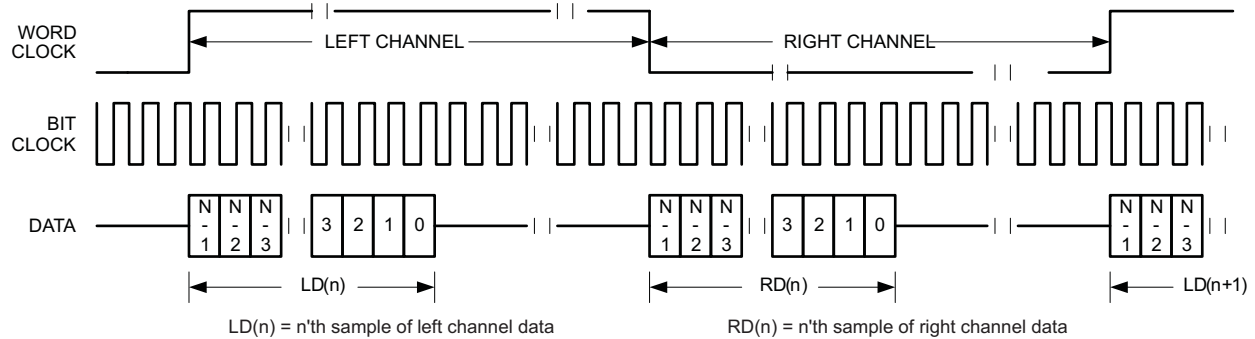 WORD
CLOCK
LEFT CHANNEL
RIGHT CHANNEL
BIT
CLOCK
DATA
N
-
1
N
-
2
N
-
3
3 2 1 0
N
-
1
N
-
2
N
-
3
3 2 1 0
N
-
1
N
-
2
N
-
3
LD(n)
RD(n)
LD(n+1)
LD(n) = n'th sample of left channel data
RD(n) = n'th sample of right channel data